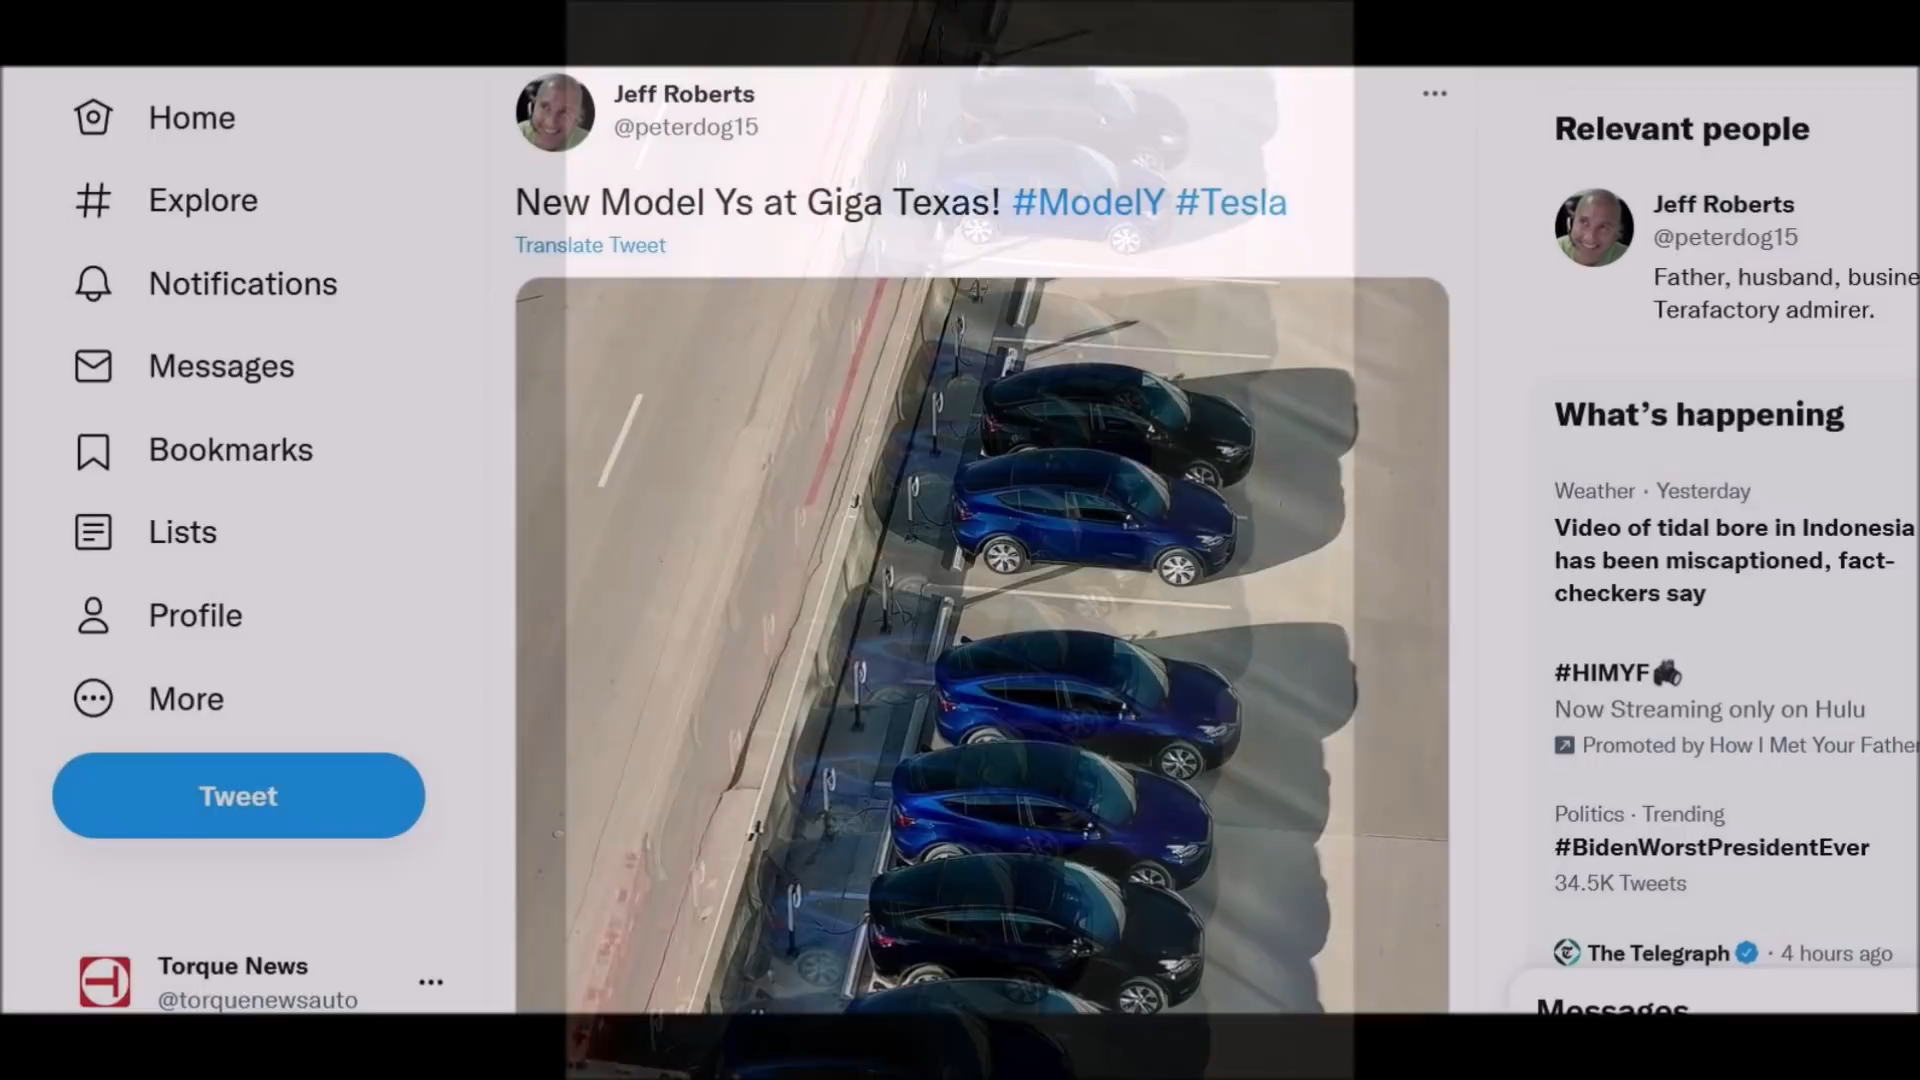 Home
Explore
Notifications
Messages
Bookmarks
Lists
Profile
More
Tweet
Torque News
@torquenewsauto
Jeff Roberts
@peterdog15
New Model Ys at Giga Texas! #ModelY #Tesla
Translate Tweet
Relevant people
Jeff Roberts
@peterdog15
Father, husband, busine
Terafactory admirer.
What's happening
Weather · Yesterday
Video of tidal bore in Indonesia
has been miscaptioned, fact-
checkers say
#HIMYF
Now Streaming only on Hulu
Promoted by How I Met Your Father
Politics · Trending
#BidenWorstPresidentEver
34.5K Tweets
The Telegraph · 4 hours ago
Messages